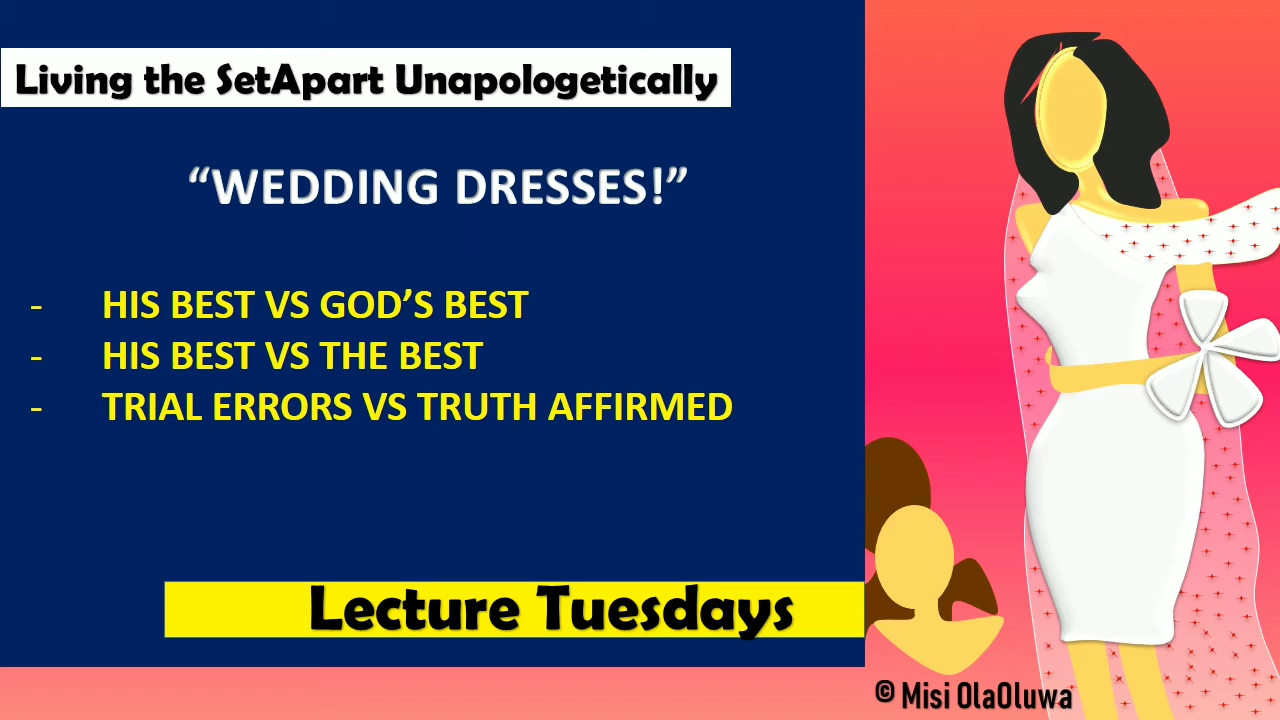 Living the SetApart Unapologetically
“WEDDING DRESSES!”
- HIS BEST VS GOD’S BEST
- HIS BEST VS THE BEST
- TRIAL ERRORS VS TRUTH AFFIRMED
Lecture Tuesdays
© Misi OlaOluwa